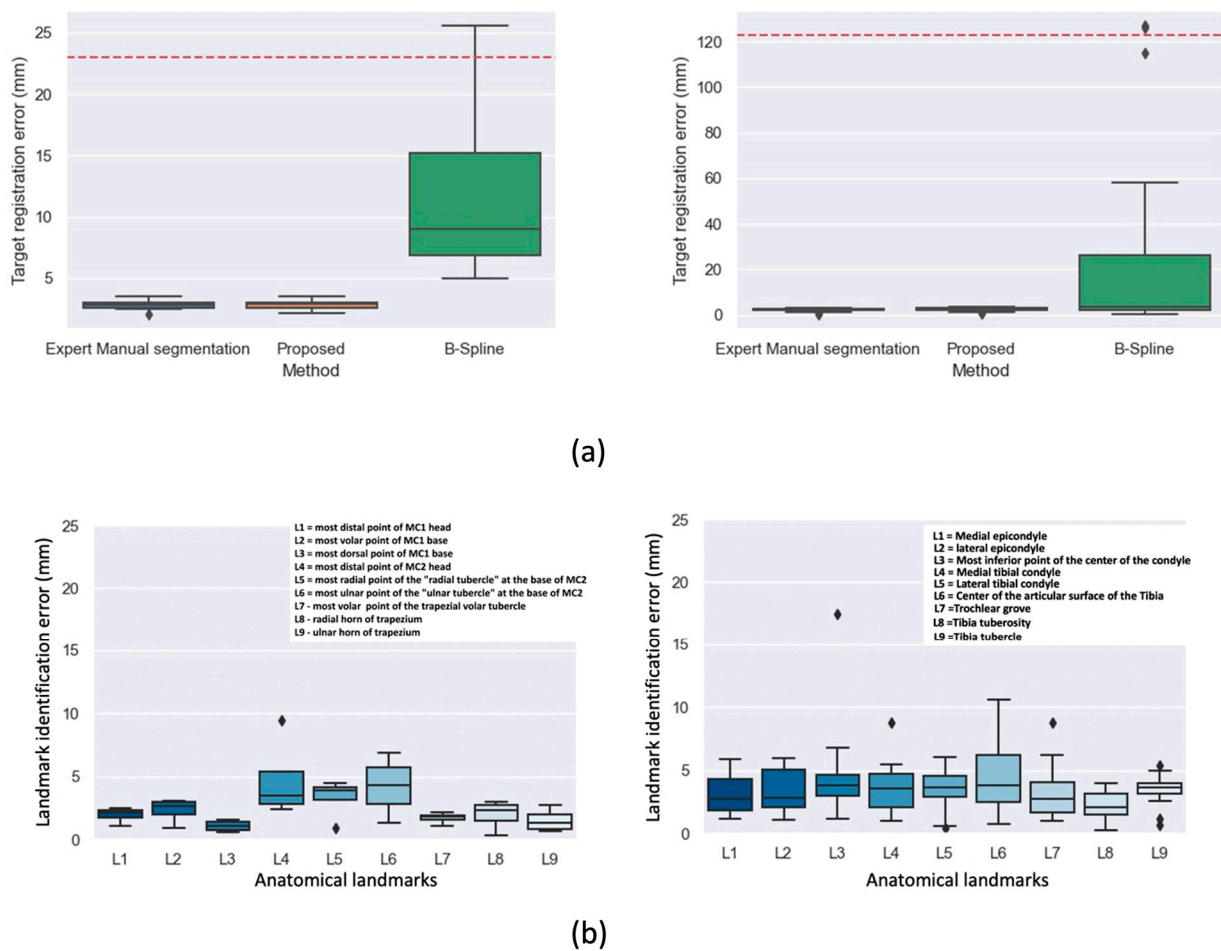 Target registration error (mm)
25
20
15
10
5
Expert Manual segmentation
Proposed
B-Spline
Method
Target registration error (mm)
120
100
80
60
40
20
0
Expert Manual segmentation
Proposed
B-Spline
Method
(a)
Landmark identification error (mm)
25
20
15
10
5
0
L1 = most distal point of MC1 head
L2 = most volar point of MC1 base
L3 = most dorsal point of MC1 base
L4 = most distal point of MC2 head
L5 = most radial point of the "radial tubercle" at the base of MC2
L6 = most ulnar point of the "ulnar tubercle" at the base of MC2
L7 - most volar point of the trapezial volar tubercle
L8 - radial horn of trapezium
L9 - ulnar horn of trapezium
L1 L2 L3 L4 L5 L6 L7 L8 L9
Anatomical landmarks
Landmark identification error (mm)
25
20
15
10
5
0
L1 = Medial epicondyle
L2 = lateral epicondyle
L3 = Most inferior point of the center of the condyle
L4 = Medial tibial condyle
L5 = Lateral tibial condyle
L6 = Center of the articular surface of the Tibia
L7 = Trochlear grove
L8 =Tibia tuberosity
L9 =Tibia tubercle
L1 L2 L3 L4 L5 L6 L7 L8 L9
Anatomical landmarks
(b)